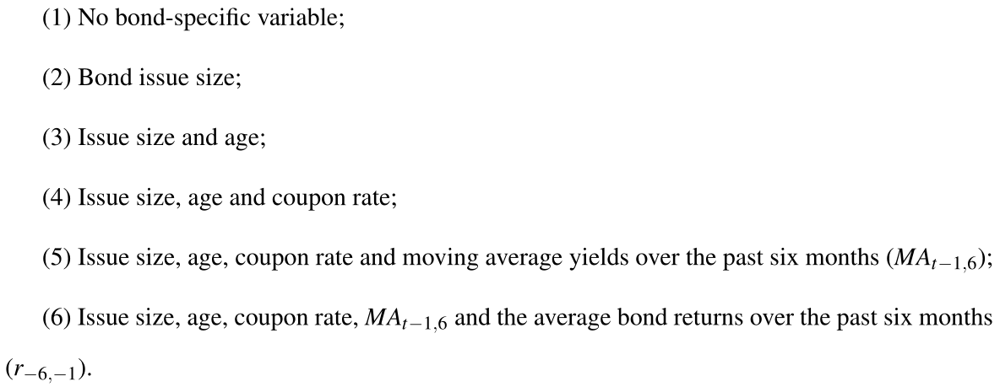 (1) No bond-specific variable;
(2) Bond issue size;
(3) Issue size and age;
(4) Issue size, age and coupon rate;
(5) Issue size, age, coupon rate and moving average yields over the past six months (MA_{t−1,6});
(6) Issue size, age, coupon rate, MA_{t−1,6} and the average bond returns over the past six months
(r_{−6,−1}).